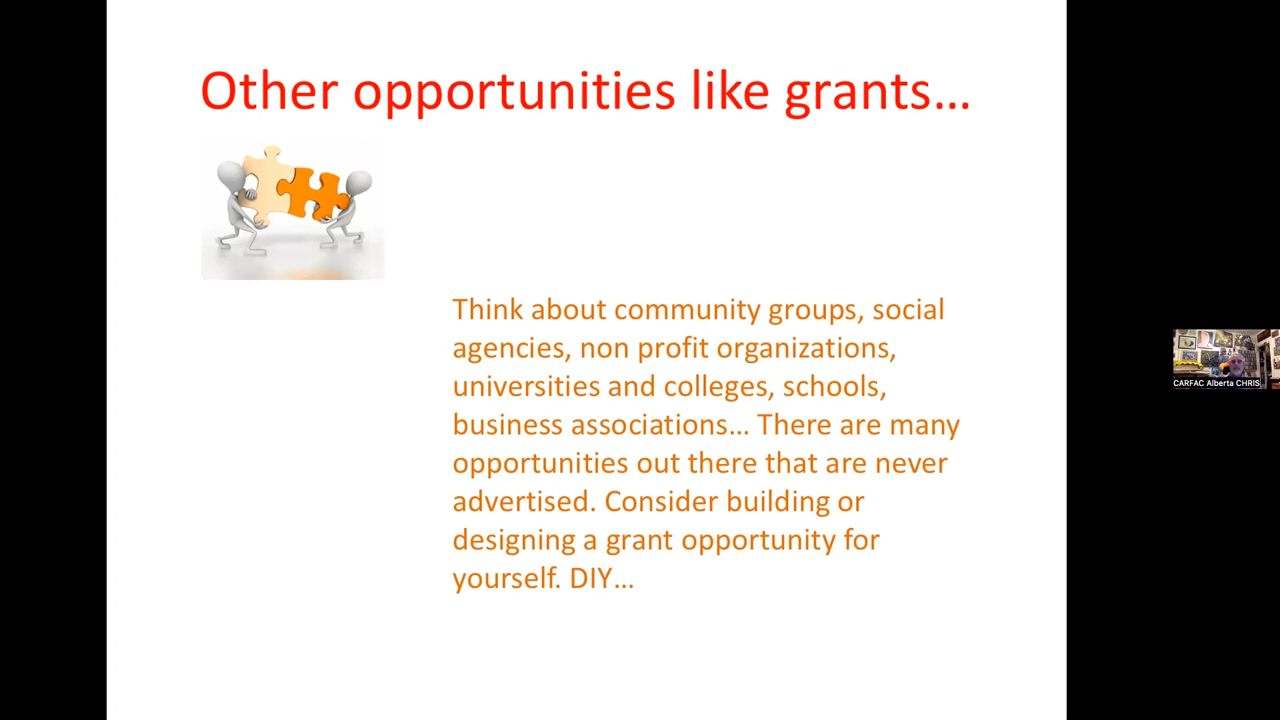 Other opportunities like grants...
Think about community groups, social
agencies, non profit organizations,
universities and colleges, schools,
business associations... There are many
opportunities out there that are never
advertised. Consider building or
designing a grant opportunity for
yourself. DIY...
CARFAC Alberta CHRIS